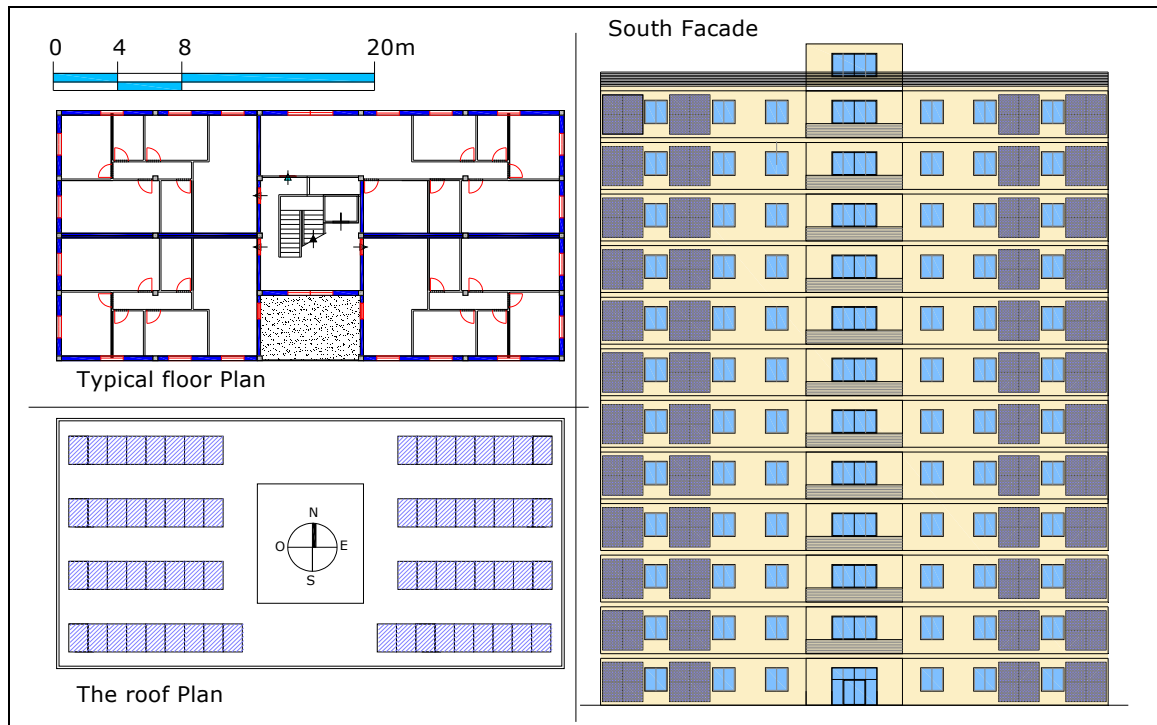 0 4 8 20m
Typical floor Plan
N
O E
S
The roof Plan
South Facade